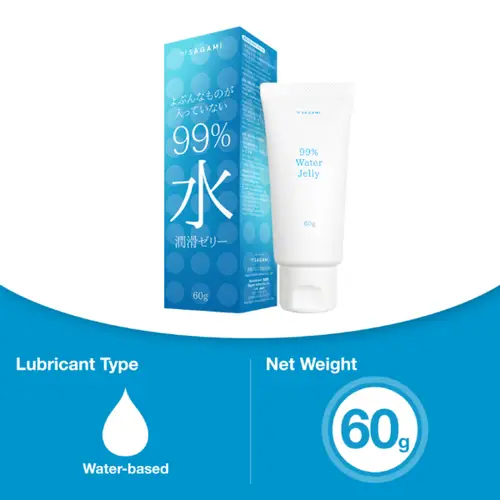 SAGAMI
よぶんなものが
入っていない
99%
水
潤滑ゼリー
60g
SAGAMI
SAGAMI
99%
Water
Jelly
60g
Lubricant Type
Water-based
Net Weight
60g